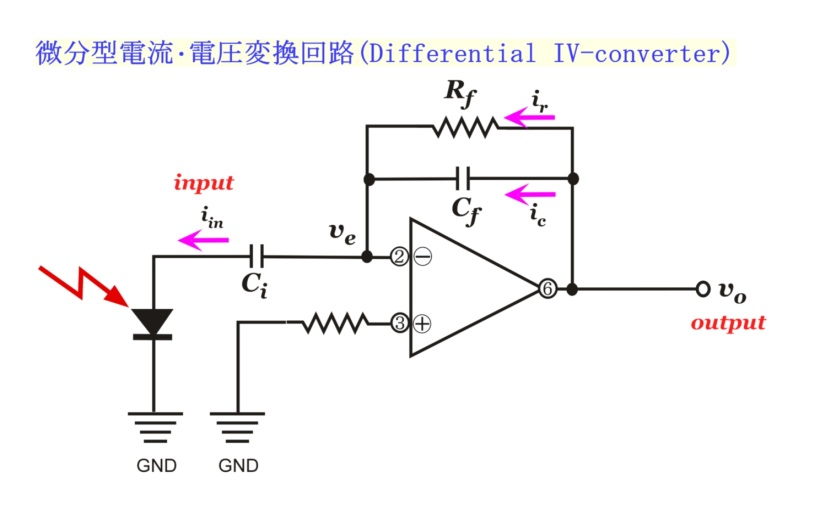 微分型電流·電圧変換回路(Differential IV-converter)
Rf
ir
input
iin
Cf
ic
ve
② ⊖
Ci
⑥
vo
③ ⊕
output
GND
GND